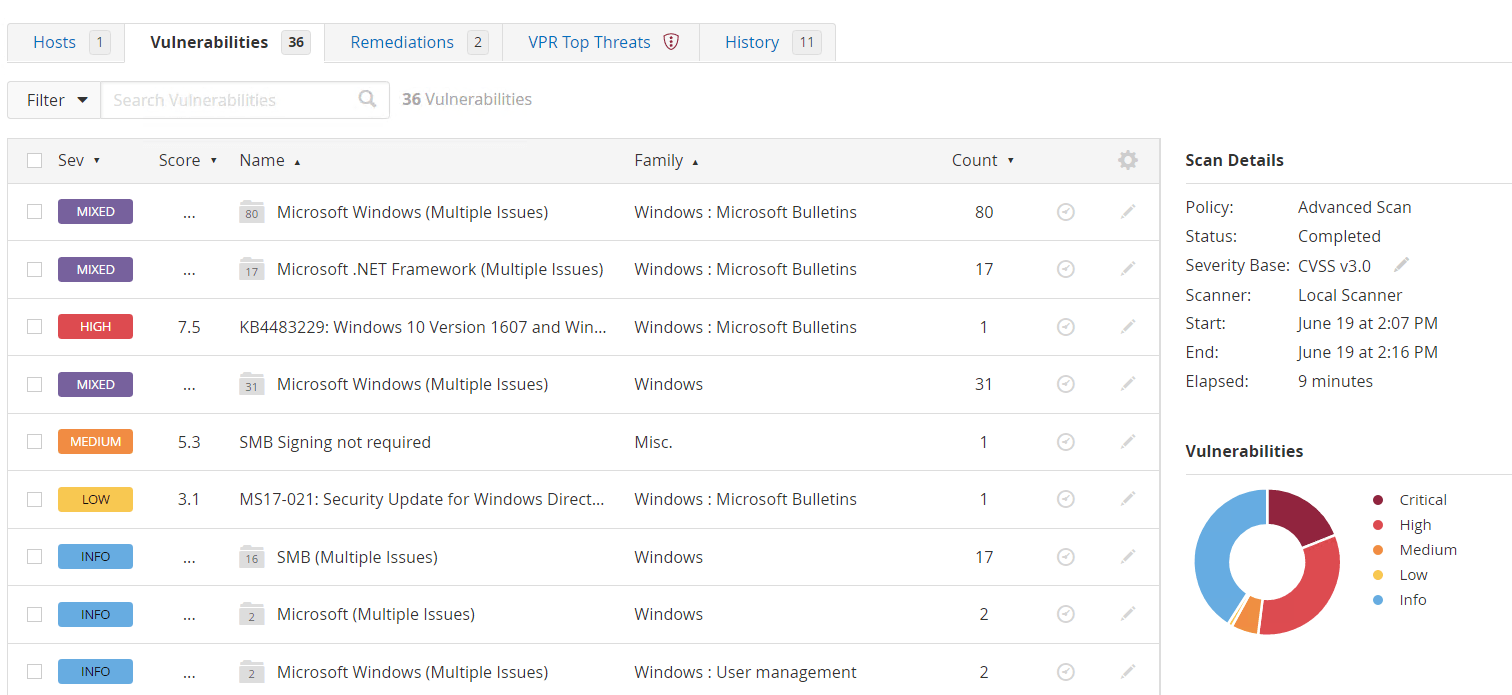 Hosts 1 Vulnerabilities 36 Remediations 2 VPR Top Threats History 11
Filter Search Vulnerabilities 36 Vulnerabilities
Sev Score Name Family Count
MIXED ... 80 Microsoft Windows (Multiple Issues) Windows : Microsoft Bulletins 80
MIXED ... 17 Microsoft .NET Framework (Multiple Issues) Windows : Microsoft Bulletins 17
HIGH 7.5 KB4483229: Windows 10 Version 1607 and Win... Windows : Microsoft Bulletins 1
MIXED ... 31 Microsoft Windows (Multiple Issues) Windows 31
MEDIUM 5.3 SMB Signing not required Misc. 1
LOW 3.1 MS17-021: Security Update for Windows Direct... Windows : Microsoft Bulletins 1
INFO ... 16 SMB (Multiple Issues) Windows 17
INFO ... 2 Microsoft (Multiple Issues) Windows 2
INFO ... 2 Microsoft Windows (Multiple Issues) Windows : User management 2
Scan Details
Policy: Advanced Scan
Status: Completed
Severity Base: CVSS v3.0
Scanner: Local Scanner
Start: June 19 at 2:07 PM
End: June 19 at 2:16 PM
Elapsed: 9 minutes
Vulnerabilities
Critical
High
Medium
Low
Info